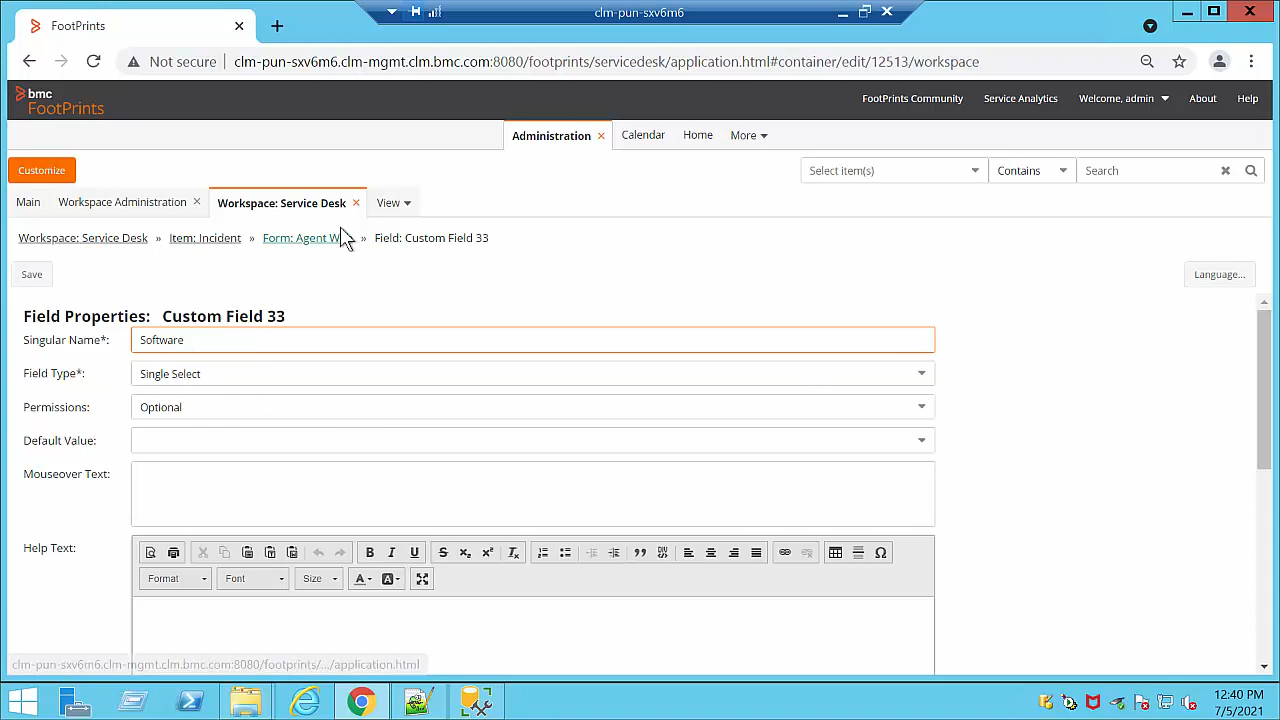 clm-pun-sxv6m6
FootPrints
Not secure clm-pun-sxv6m6.clm-mgmt.clm.bmc.com:8080/footprints/servicedesk/application.html#container/edit/12513/workspace
bmc
FootPrints
FootPrints Community Service Analytics Welcome, admin About Help
Administration Calendar Home More
Customize Select item(s) Contains Search
Main Workspace Administration Workspace: Service Desk View
Workspace: Service Desk » Item: Incident » Form: Agent » Field: Custom Field 33
Save Language...
Field Properties: Custom Field 33
Singular Name*: Software
Field Type*: Single Select
Permissions: Optional
Default Value:
Mouseover Text:
Help Text:
Format Font Size
clm-pun-sxv6m6.clm-mgmt.clm.bmc.com:8080/footprints/.../application.html
12:40 PM
7/5/2021